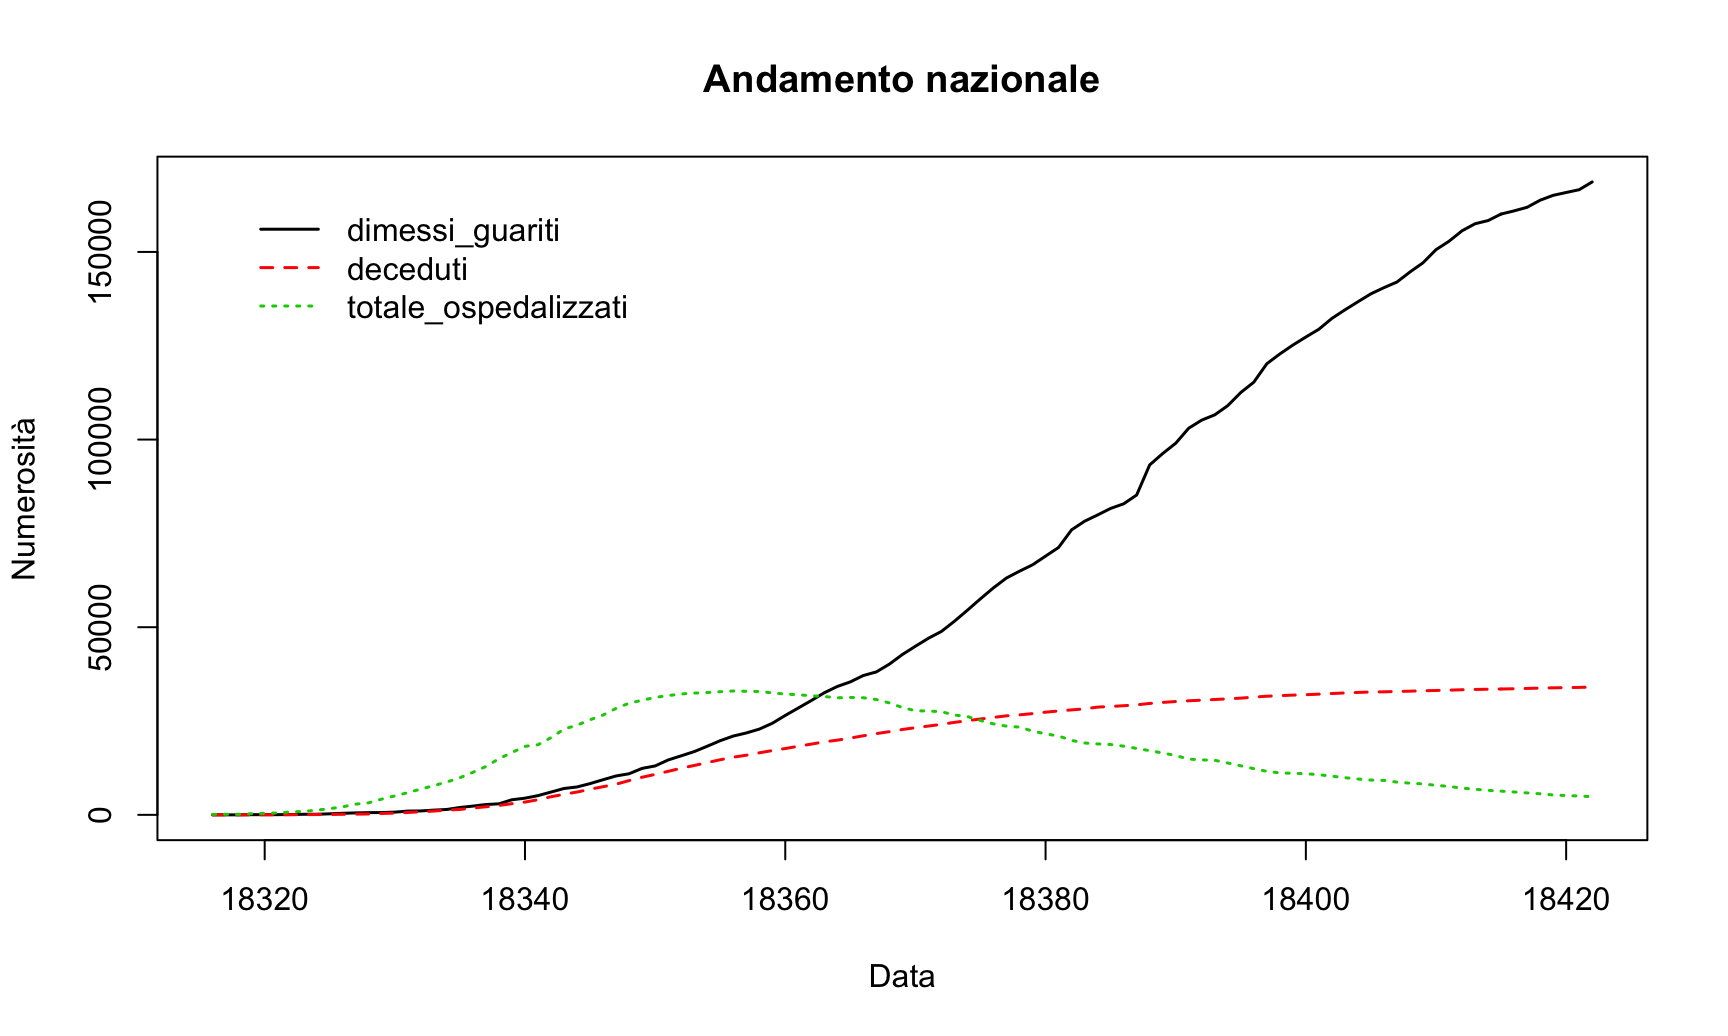 Andamento nazionale
dimessi_guariti
deceduti
totale_ospedalizzati
Numerosità
150000
100000
50000
0
18320 18340 18360 18380 18400 18420
Data